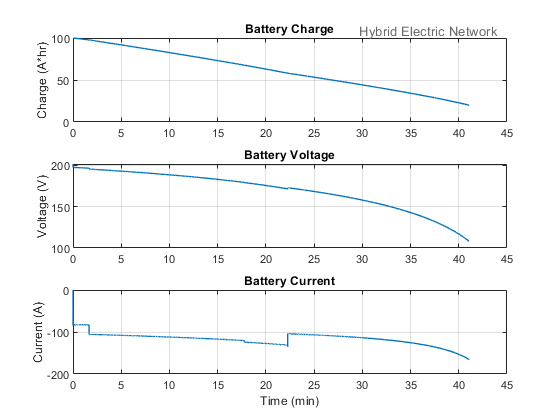 Battery Charge
Hybrid Electric Network
Charge (A*hr)
100
50
0
0 5 10 15 20 25 30 35 40 45
Battery Voltage
Voltage (V)
200
150
100
0 5 10 15 20 25 30 35 40 45
Battery Current
Current (A)
0
-100
-200
0 5 10 15 20 25 30 35 40 45
Time (min)